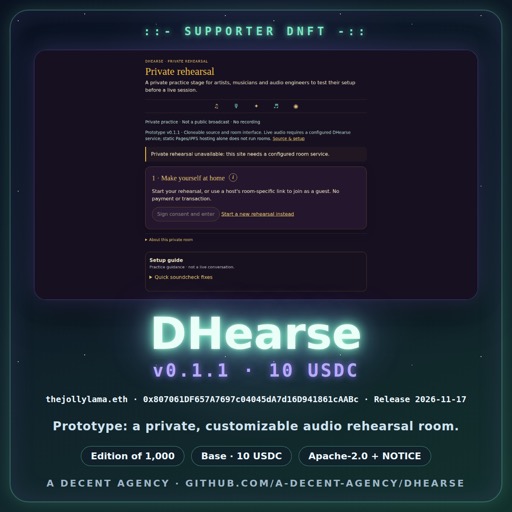 ::- SUPPORTER DNFT -::
DHEARSE · PRIVATE REHEARSAL
Private rehearsal
A private practice stage for artists, musicians and audio engineers to test their setup
before a live session.
Private practice · Not a public broadcast · No recording
Prototype v0.1.1 · Cloneable source and room interface. Live audio requires a configured DHearse
service; static Pages/IPFS hosting alone does not run rooms. Source & setup
Private rehearsal unavailable: this site needs a configured room service.
1 · Make yourself at home i
Start your rehearsal, or use a host's room-specific link to join as a guest. No
payment or transaction.
Sign consent and enter Start a new rehearsal instead
▸ About this private room
Setup guide
Practice guidance · not a live conversation.
▸ Quick soundcheck fixes
DHearse
v0.1.1 · 10 USDC
thejollylama.eth · 0x807061DF657A7697c04045dA7d16D941861cAABc · Release 2026-11-17
Prototype: a private, customizable audio rehearsal room.
Edition of 1,000 Base · 10 USDC Apache-2.0 + NOTICE
A DECENT AGENCY · GITHUB.COM/A-DECENT-AGENCY/DHEARSE